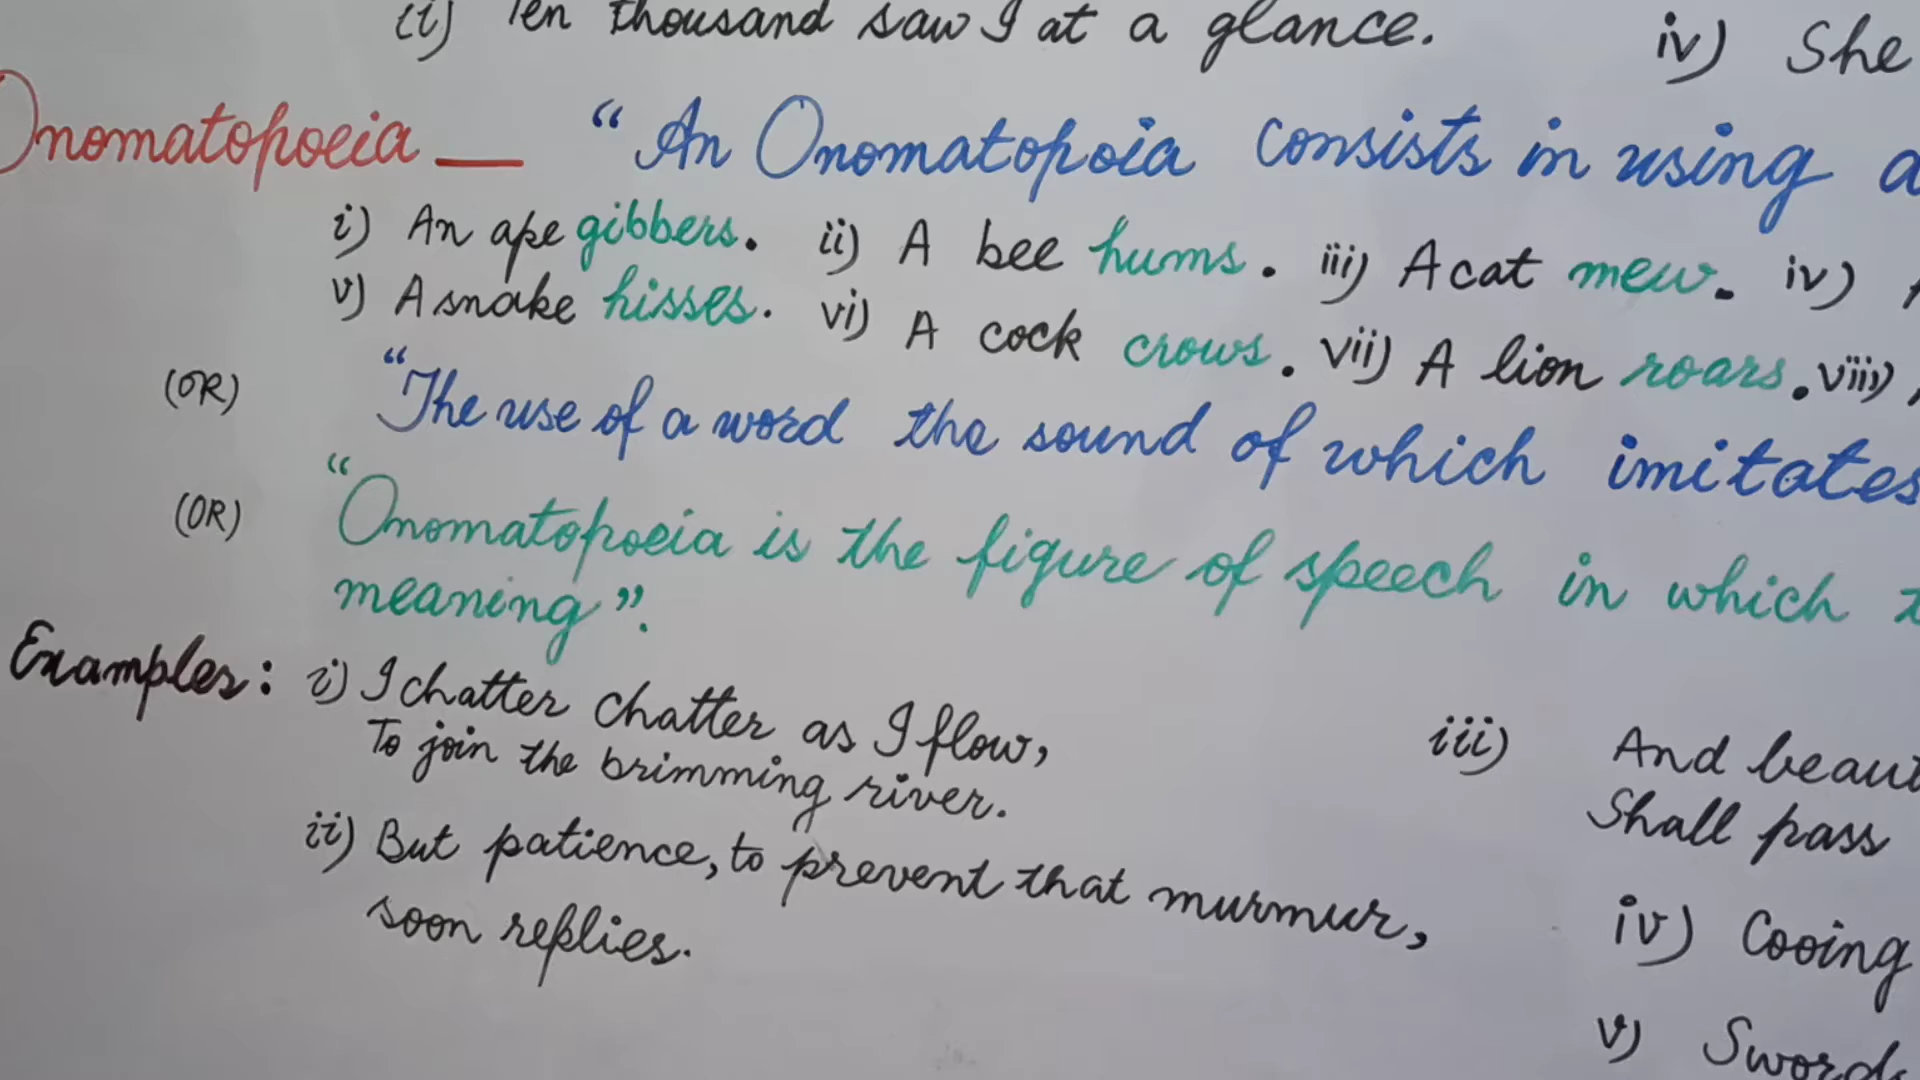 ii) Ten thousand saw I at a glance. iv) She
Onomatopoeia — "An Onomatopoia consists in using a
i) An ape gibbers. ii) A bee hums. iii) A cat mew. iv)
v) A snake hisses. vi) A cock crows. vii) A lion roars. viii)
(OR) "The use of a word the sound of which imitates
(OR) "Onomatopoeia is the figure of speech in which
meaning".
Examples: i) I chatter chatter as I flow,
To join the brimming river.
ii) But patience, to prevent that murmur,
soon replies.
iii) And beaut
Shall pass
iv) Cooing
v) Swords